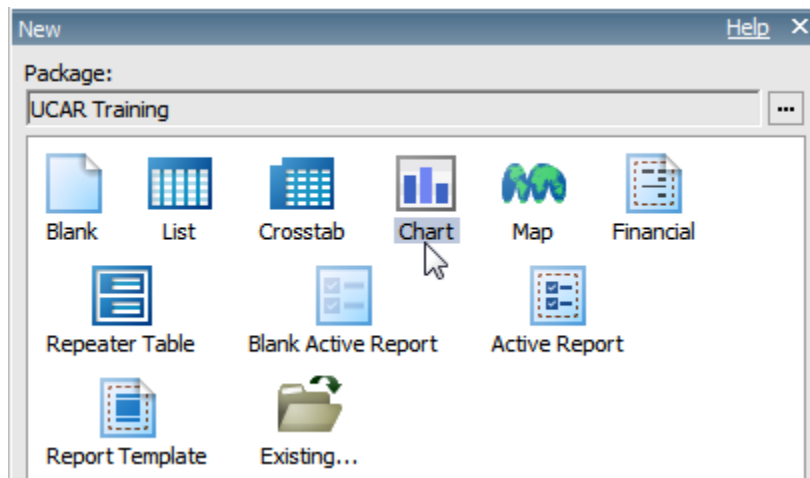 New Help X
Package:
UCAR Training ...
Blank List Crosstab Chart Map Financial
Repeater Table Blank Active Report Active Report
Report Template Existing...